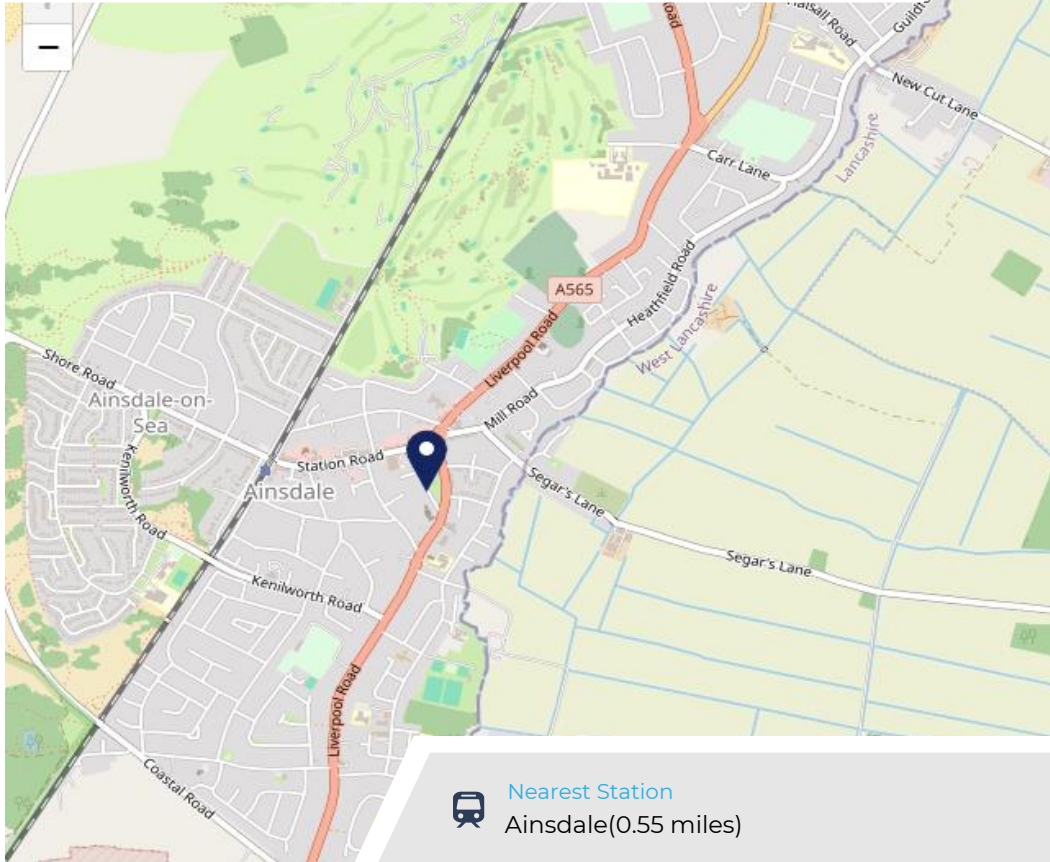 −
Road
Halsall Road
Guildfo
New Cut Lane
Lancashire
Carr Lane
A565
Heathfield Road
West Lancashire
Liverpool Road
Shore Road
Ainsdale-on-
Sea
Mill Road
Station Road
Ainsdale
Kenilworth Road
Segar's Lane
Segar's Lane
Kenilworth Road
Liverpool Road
Coastal Road
Nearest Station
Ainsdale(0.55 miles)